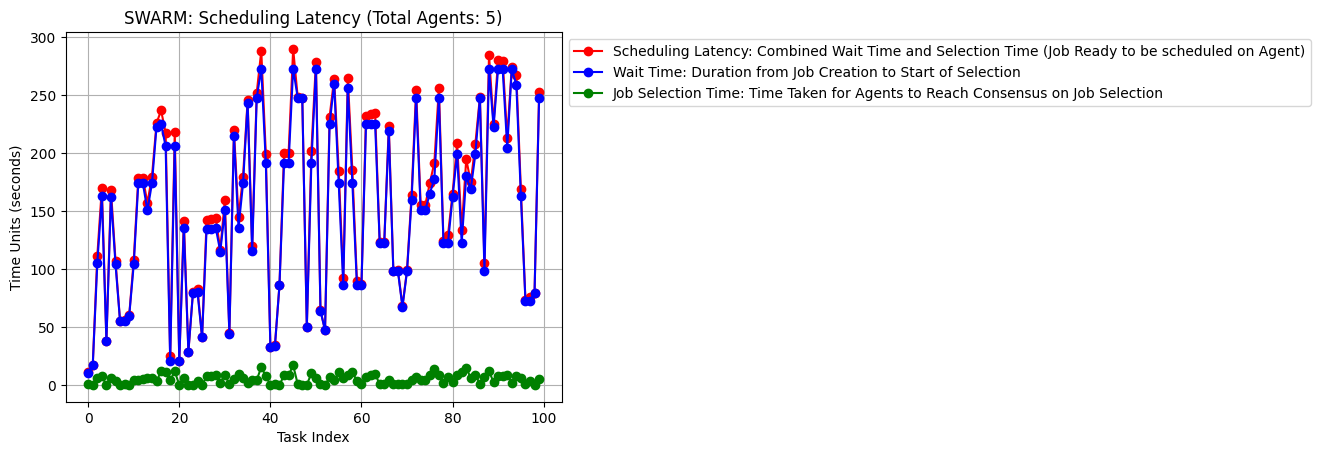 SWARM: Scheduling Latency (Total Agents: 5)
Scheduling Latency: Combined Wait Time and Selection Time (Job Ready to be scheduled on Agent)
Wait Time: Duration from Job Creation to Start of Selection
Job Selection Time: Time Taken for Agents to Reach Consensus on Job Selection
Time Units (seconds)
300
250
200
150
100
50
0
0 20 40 60 80 100
Task Index